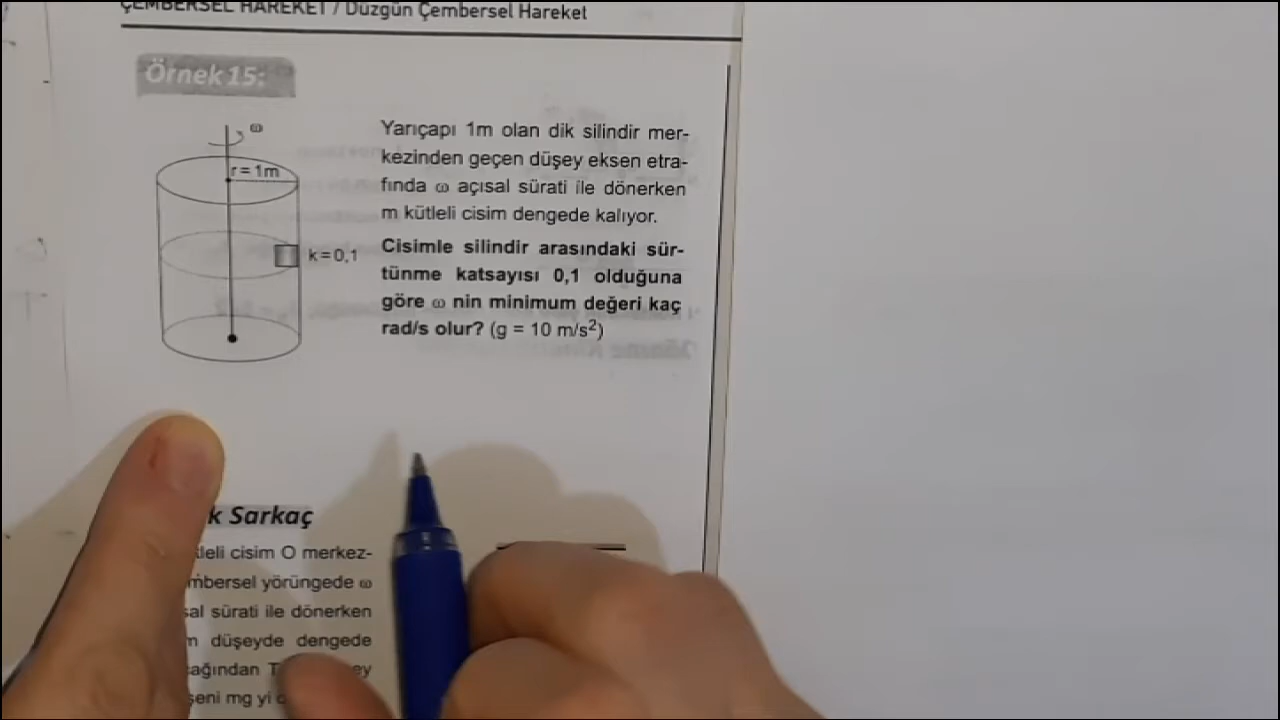 ÇEMBERSEL HAREKET / Düzgün Çembersel Hareket
Örnek 15:
ω
r = 1m
k = 0,1
Yarıçapı 1m olan dik silindir mer-
kezinden geçen düşey eksen etra-
fında ω açısal sürati ile dönerken
m kütleli cisim dengede kalıyor.
Cisimle silindir arasındaki sür-
tünme katsayısı 0,1 olduğuna
göre ω nin minimum değeri kaç
rad/s olur? (g = 10 m/s²)
k Sarkaç
tleli cisim O merkez-
mbersel yörüngede ω
sal sürati ile dönerken
m düşeyde dengede